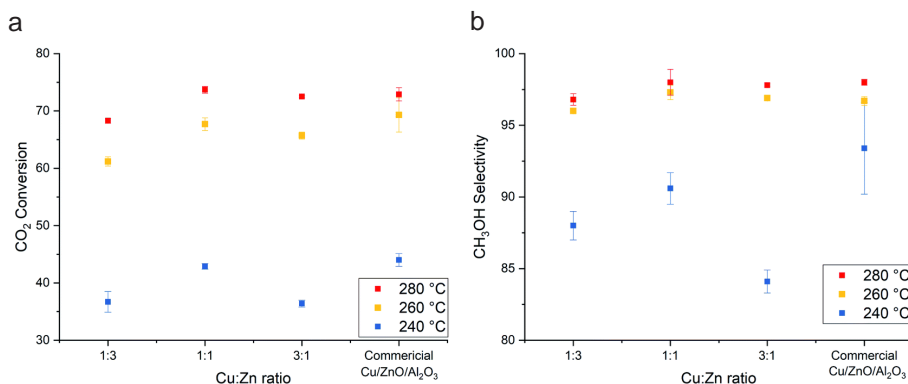 a
80
70
60
50
40
30
CO₂ Conversion
1:3
1:1
3:1
Commericial
Cu/ZnO/Al₂O₃
Cu:Zn ratio
280 °C
260 °C
240 °C
b
100
95
90
85
80
CH₃OH Selectivity
1:3
1:1
3:1
Commericial
Cu/ZnO/Al₂O₃
Cu:Zn ratio
280 °C
260 °C
240 °C